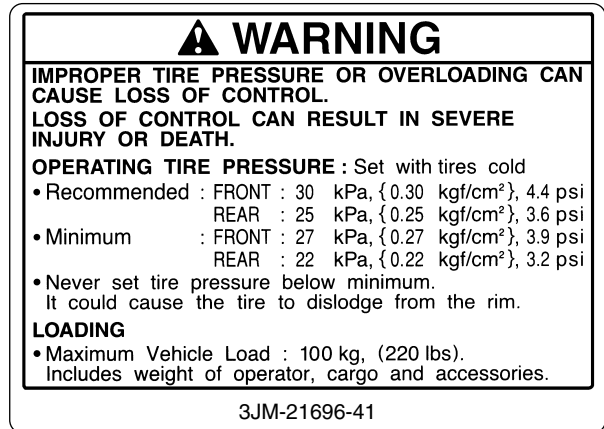 WARNING
IMPROPER TIRE PRESSURE OR OVERLOADING CAN
CAUSE LOSS OF CONTROL.
LOSS OF CONTROL CAN RESULT IN SEVERE
INJURY OR DEATH.
OPERATING TIRE PRESSURE : Set with tires cold
• Recommended : FRONT : 30 kPa, {0.30 kgf/cm²}, 4.4 psi
REAR : 25 kPa, {0.25 kgf/cm²}, 3.6 psi
• Minimum : FRONT : 27 kPa, {0.27 kgf/cm²}, 3.9 psi
REAR : 22 kPa, {0.22 kgf/cm²}, 3.2 psi
• Never set tire pressure below minimum.
It could cause the tire to dislodge from the rim.
LOADING
• Maximum Vehicle Load : 100 kg, (220 lbs).
Includes weight of operator, cargo and accessories.
3JM-21696-41